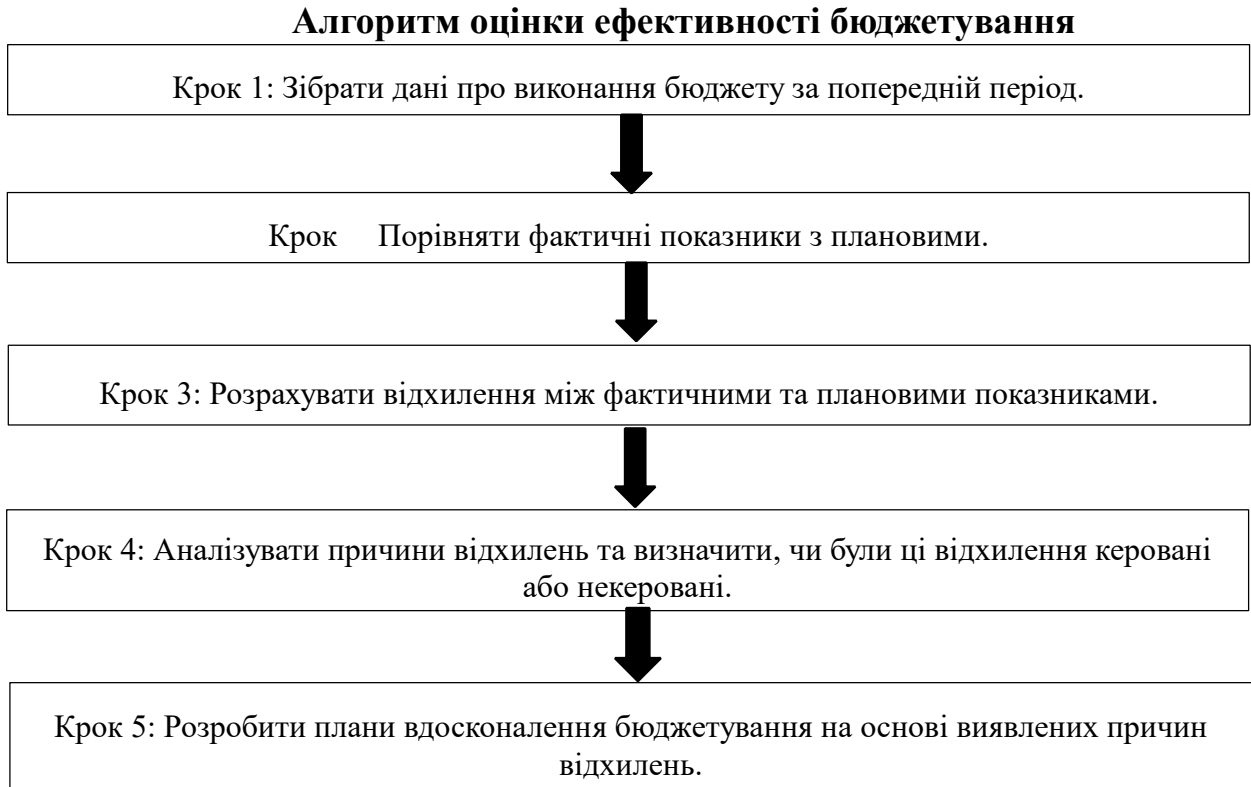 Алгоритм оцінки ефективності бюджетування
Крок 1: Зібрати дані про виконання бюджету за попередній період.
Крок Порівняти фактичні показники з плановими.
Крок 3: Розрахувати відхилення між фактичними та плановими показниками.
Крок 4: Аналізувати причини відхилень та визначити, чи були ці відхилення керовані
або некеровані.
Крок 5: Розробити плани вдосконалення бюджетування на основі виявлених причин
відхилень.